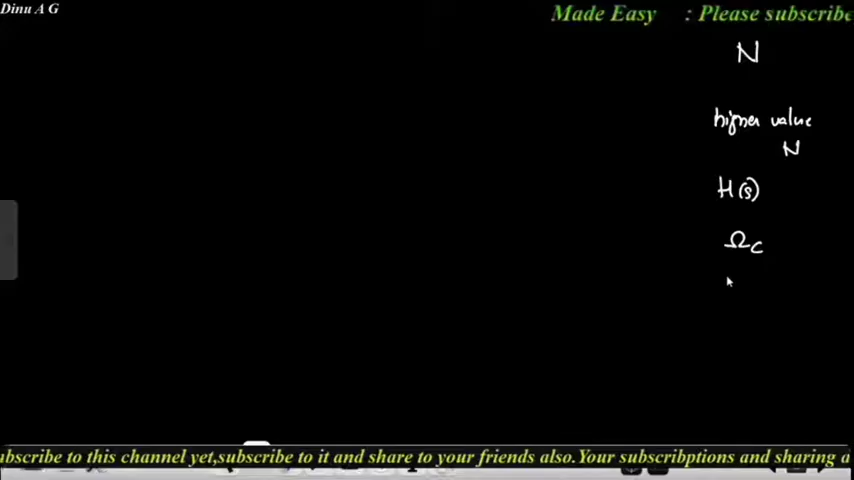 Dinu A G
Made Easy : Please subscribe
N
higher value
N
H(s)
Ωc
bscribe to this channel yet,subscribe to it and share to your friends also.Your subscribptions and sharing a